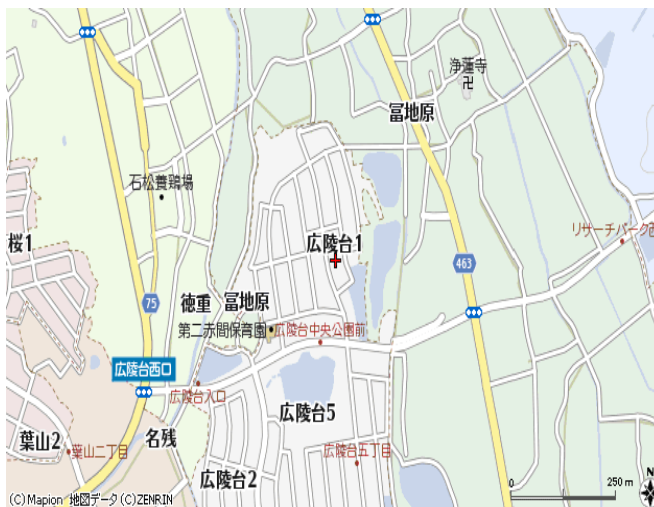 浄蓮寺
冨地原
石松養鶏場
桜1
広陵台1
リサーチパーク西
463
75
徳重
冨地原
第二赤間保育園
広陵台中央公園前
広陵台西口
広陵台入口
広陵台5
葉山2
葉山二丁目
名残
広陵台五丁目
広陵台2
0
250 m
(C)Mapion 地図データ(C)ZENRIN